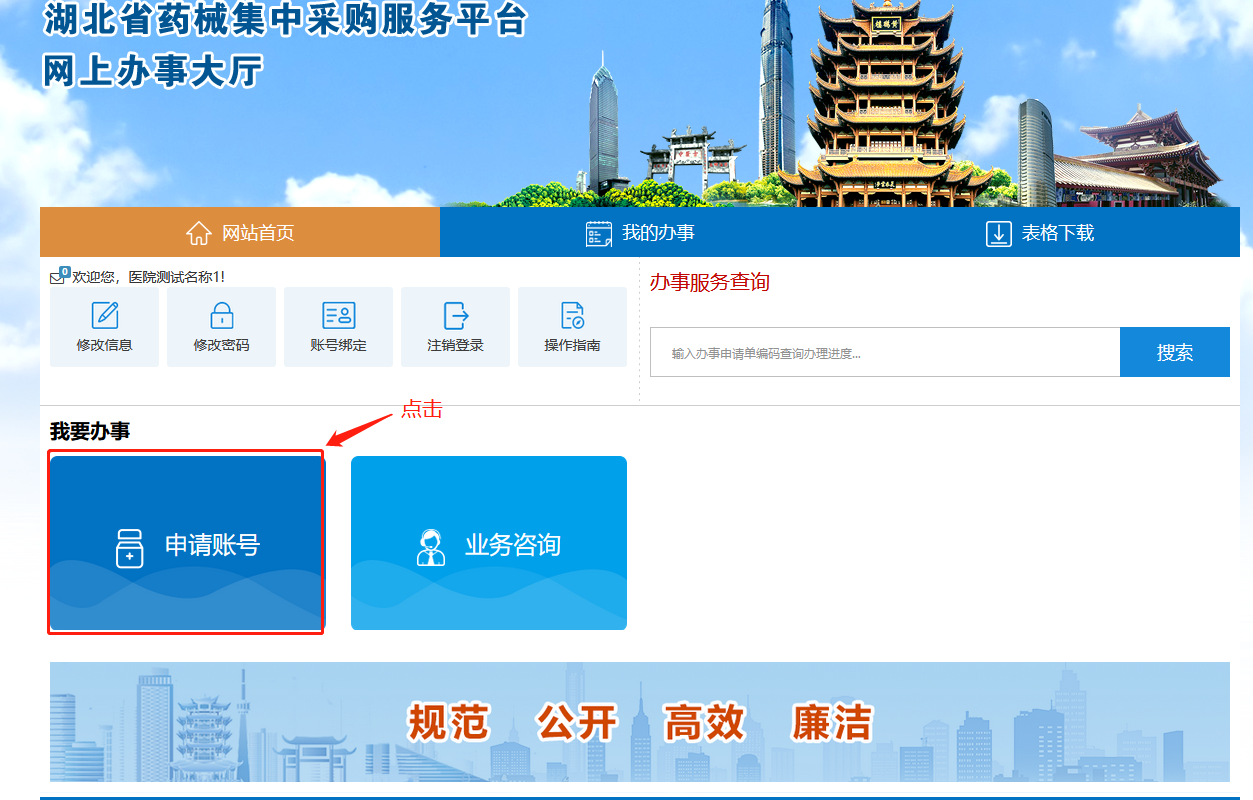 湖北省药械集中采购服务平台
网上办事大厅
网站首页
我的办事
表格下载
0
欢迎您，医院测试名称1!
修改信息
修改密码
账号绑定
注销登录
操作指南
办事服务查询
输入办事申请单编码查询办理进度...
搜索
点击
我要办事
申请账号
业务咨询
规范 公开 高效 廉洁